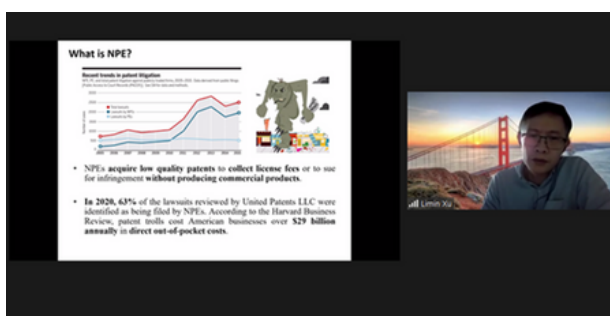 What is NPE?
Recent trends in patent litigation
• NPEs acquire low quality patents to collect license fees or to sue
for infringement without producing commercial products.
• In 2020, 63% of the lawsuits reviewed by United Patents LLC were
identified as being filed by NPEs. According to the Harvard Business
Review, patent trolls cost American businesses over $29 billion
annually in direct out-of-pocket costs.
Limin Xu